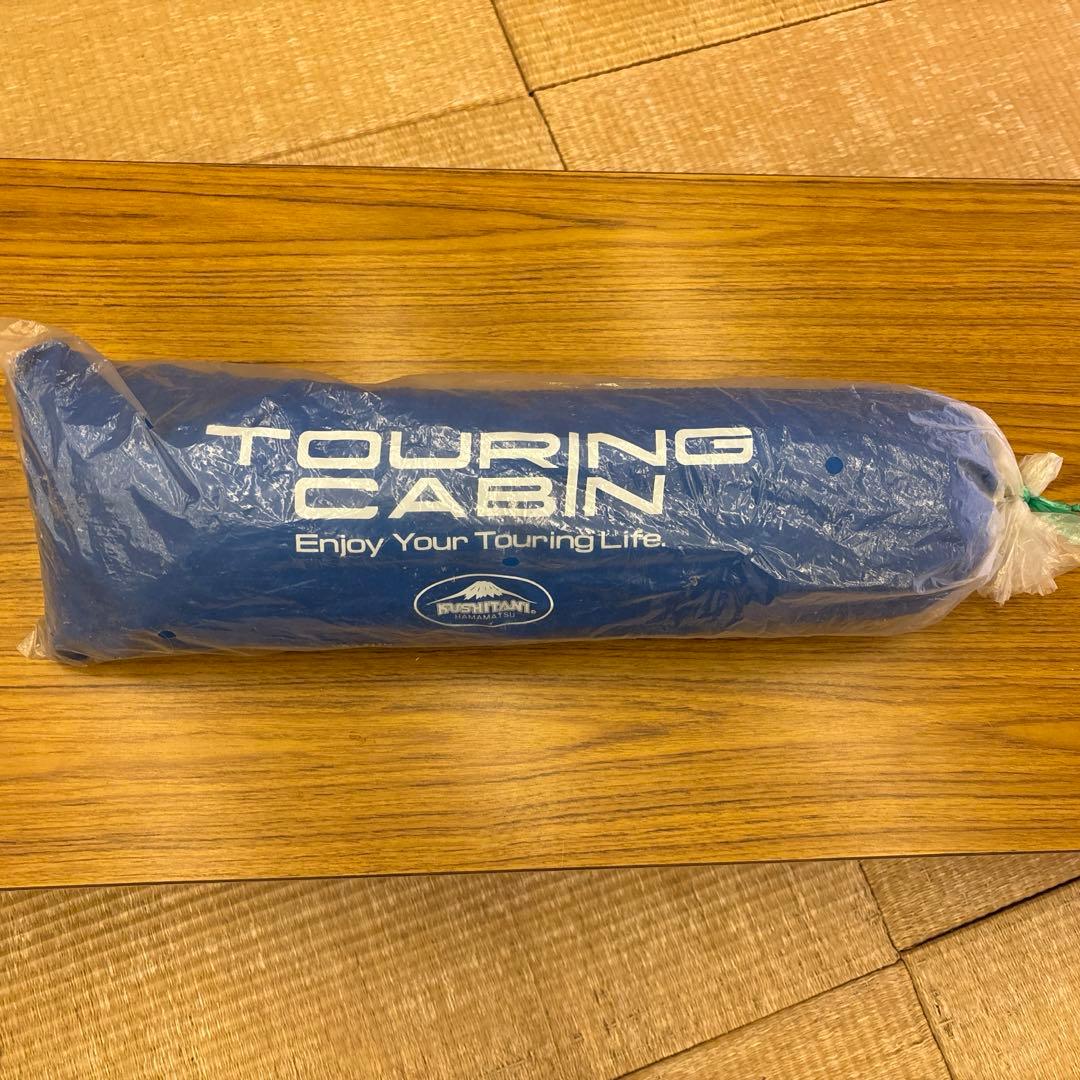 TOURING
CABIN
Enjoy Your Touring Life.
KUSHITANI®
HAMAMATSU